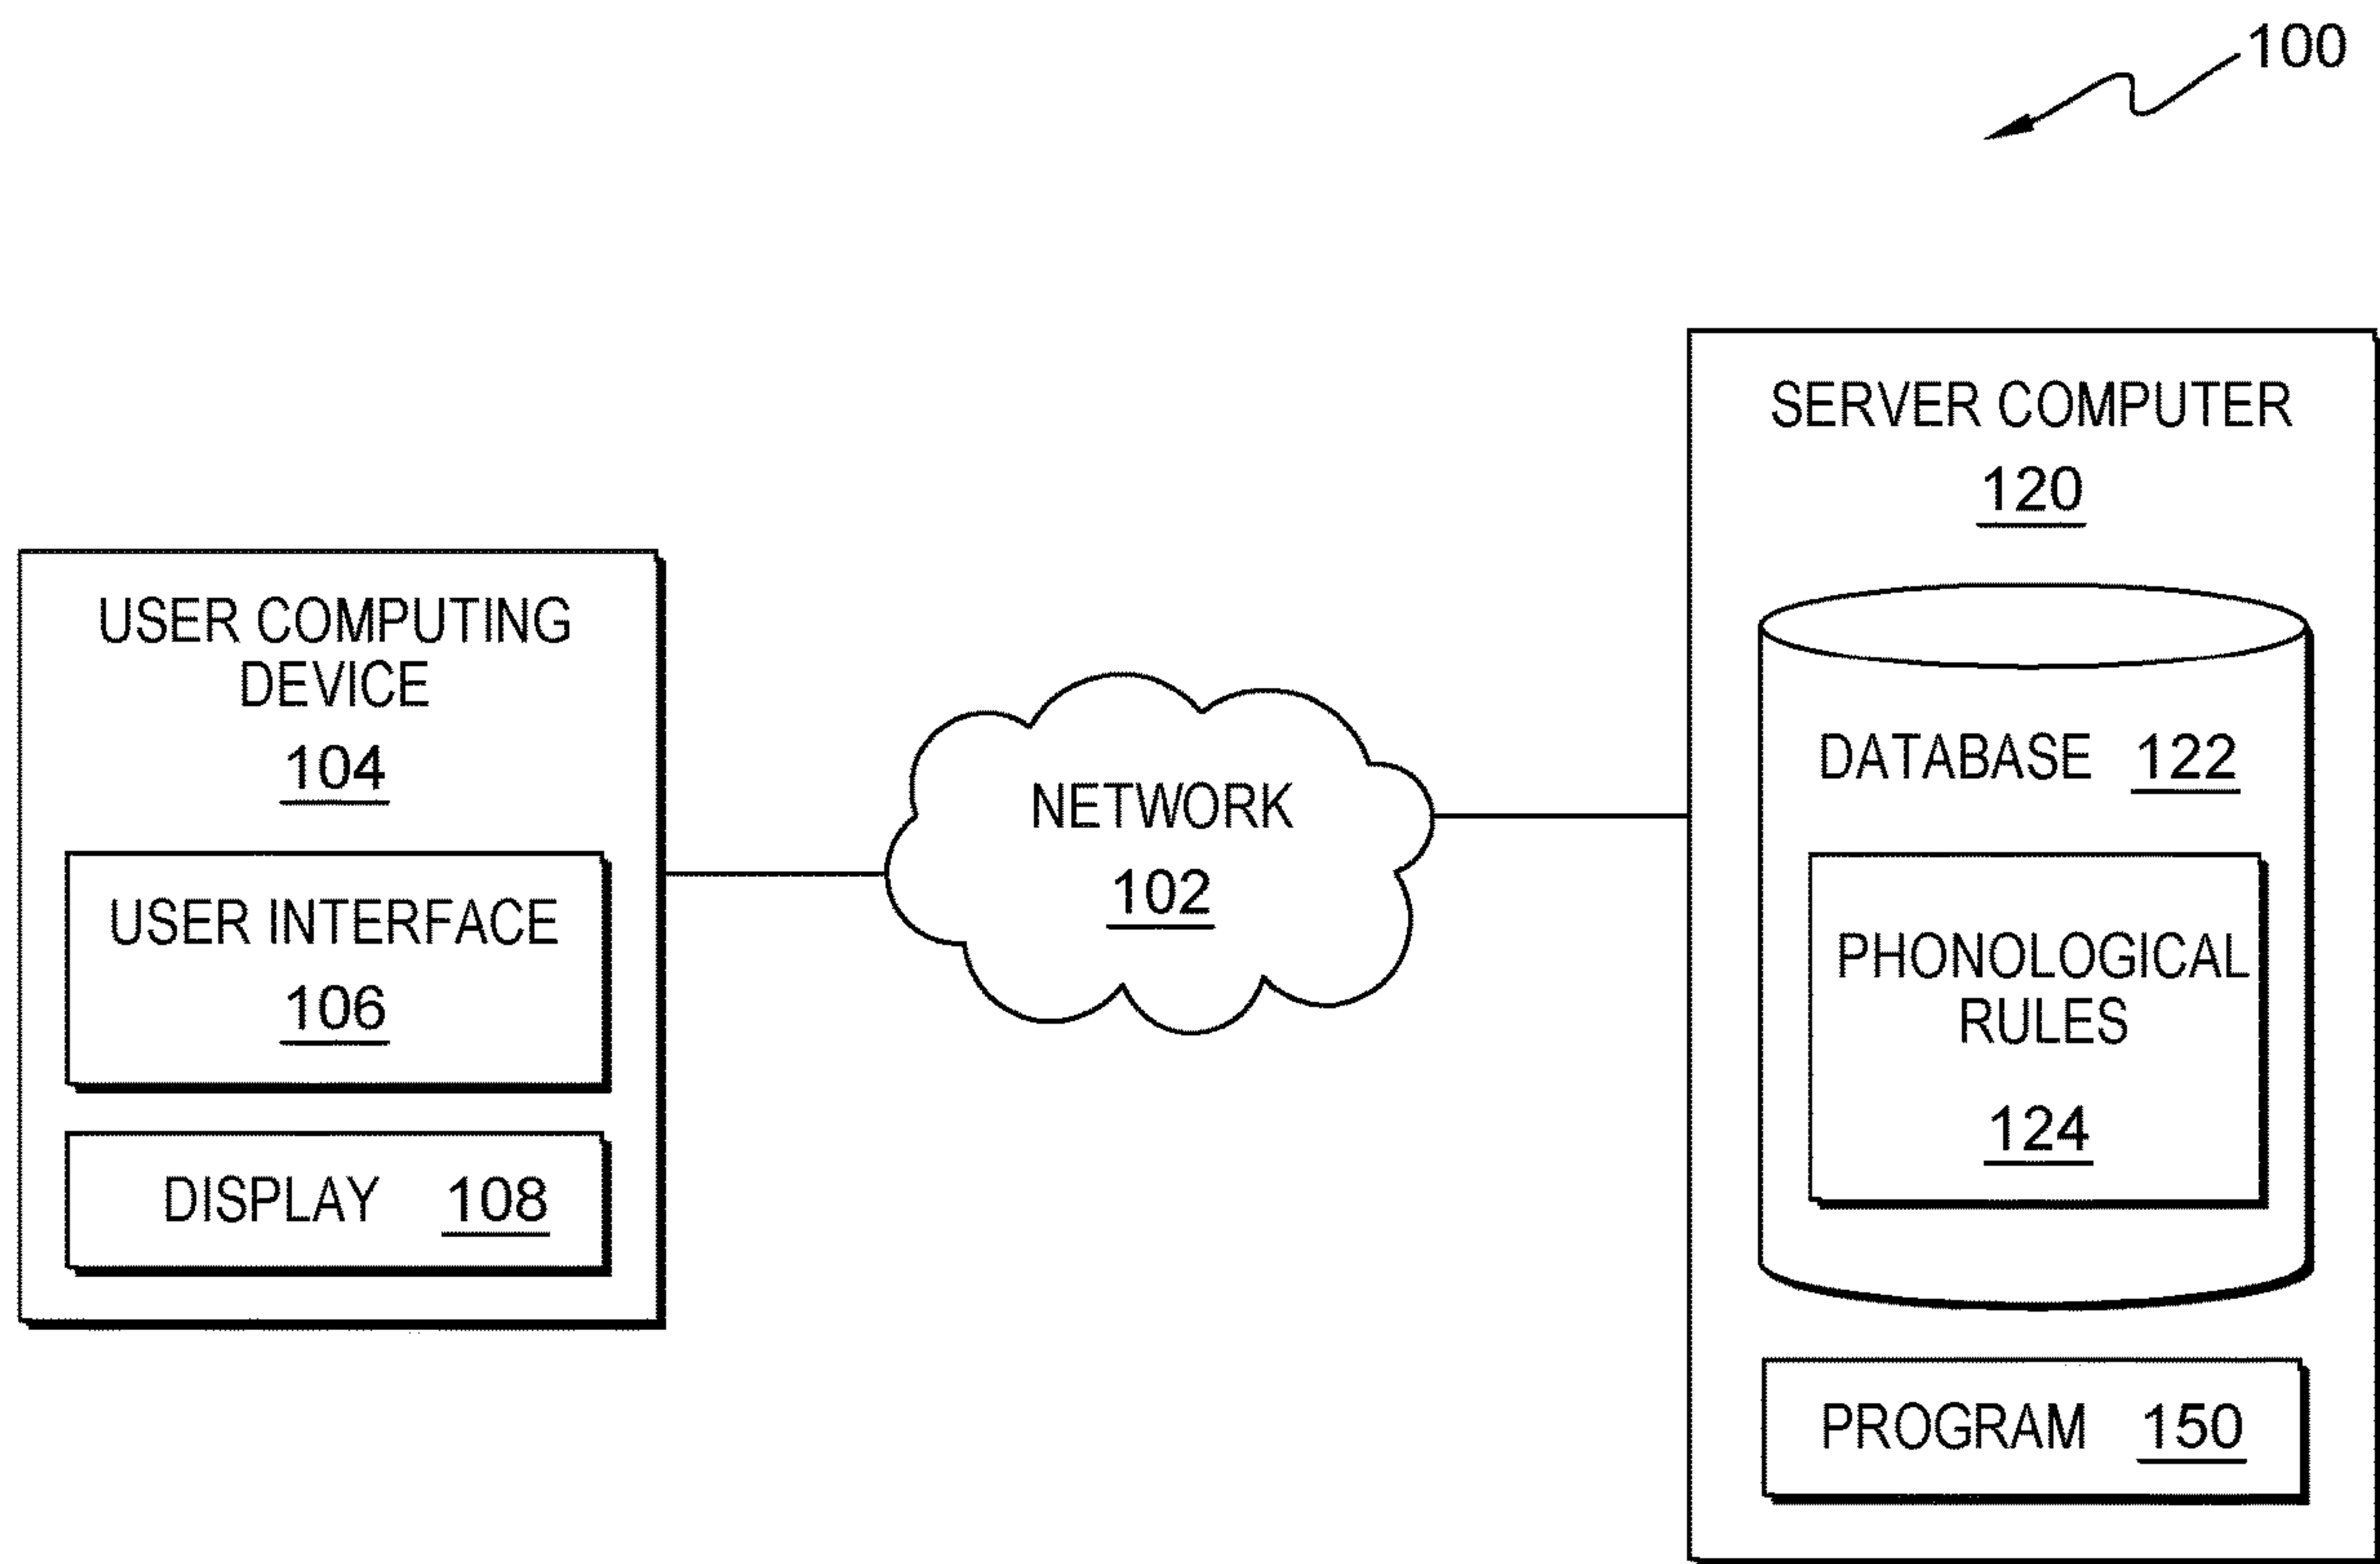 100
USER COMPUTING
DEVICE
104
USER INTERFACE
106
DISPLAY 108
NETWORK
102
SERVER COMPUTER
120
DATABASE 122
PHONOLOGICAL
RULES
124
PROGRAM 150